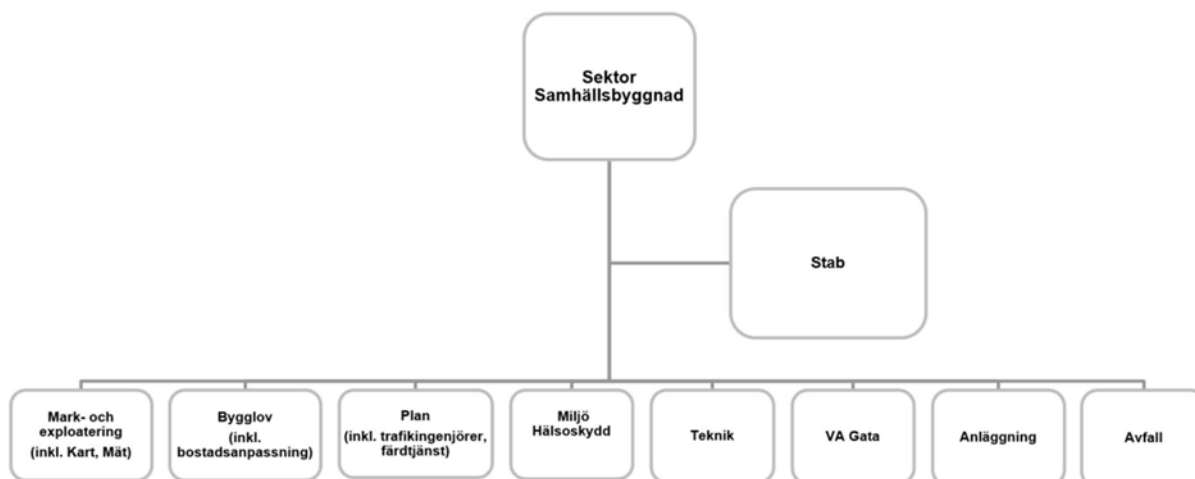 Sektor
Samhällsbyggnad
Stab
Mark- och
exploatering
(inkl. Kart, Mät)
Bygglov
(inkl.
bostadsanpassning)
Plan
(inkl. trafikingenjörer,
färdtjänst)
Miljö
Hälsoskydd
Teknik
VA Gata
Anläggning
Avfall